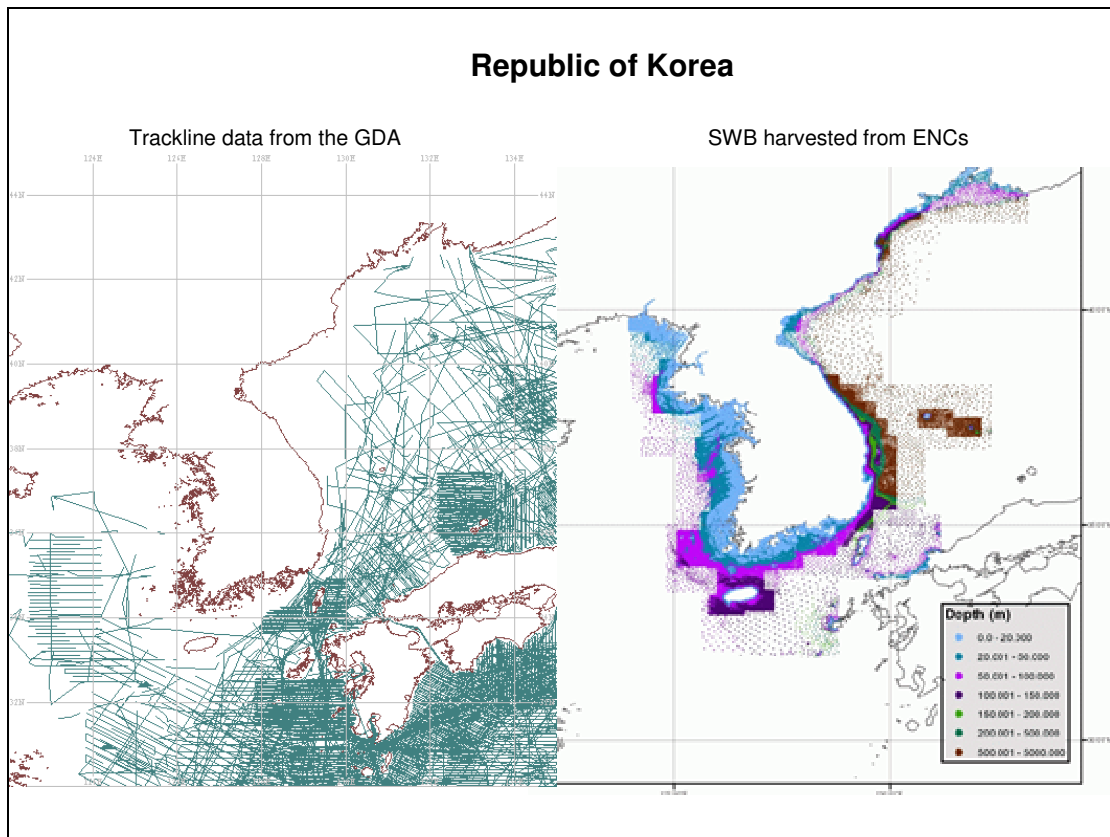 Republic of Korea
Trackline data from the GDA
SWB harvested from ENCs
124E 128E 130E 132E 134E
44N 44N
42N
40N
32N
Depth (m)
0.0 - 20.000
20.001 - 50.000
50.001 - 100.000
100.001 - 150.000
150.001 - 200.000
200.001 - 500.000
500.001 - 5000.000